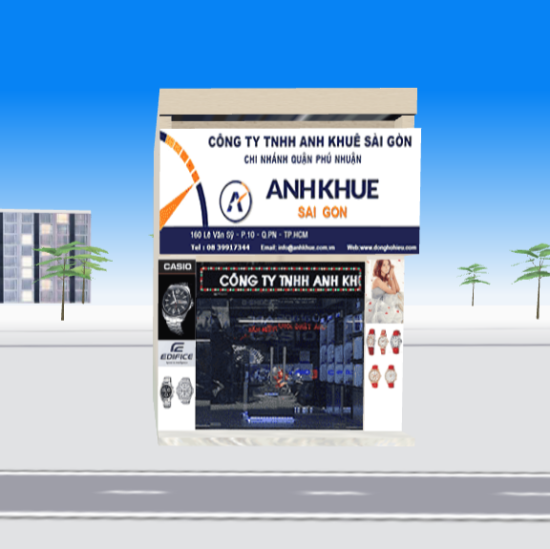 CÔNG TY TNHH ANH KHUÊ SÀI GÒN
CHI NHÁNH QUẬN PHÚ NHUẬN
ANHKHUE
SAI GON
160 Lê Văn Sỹ - P.10 - Q.PN - TP.HCM
Tel : 08 39917344 Email: info@anhkhue.com.vn Web: www.donghohieu.com
CASIO
CÔNG TY TNHH ANH KH
CASIO
EDIFICE